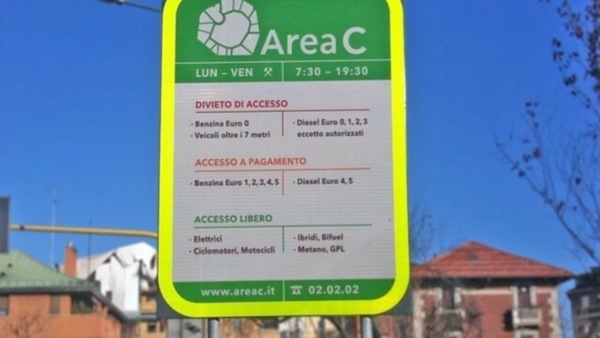 Area C
LUN – VEN 7:30 – 19:30
DIVIETO DI ACCESSO
· Benzina Euro 0
· Veicoli oltre i 7 metri
· Diesel Euro 0, 1, 2, 3
eccetto autorizzati
ACCESSO A PAGAMENTO
· Benzina Euro 1, 2, 3, 4, 5
· Diesel Euro 4, 5
ACCESSO LIBERO
· Elettrici
· Ciclomotori, Motocicli
· Ibridi, Bifuel
· Metano, GPL
www.areac.it ☎ 02.02.02